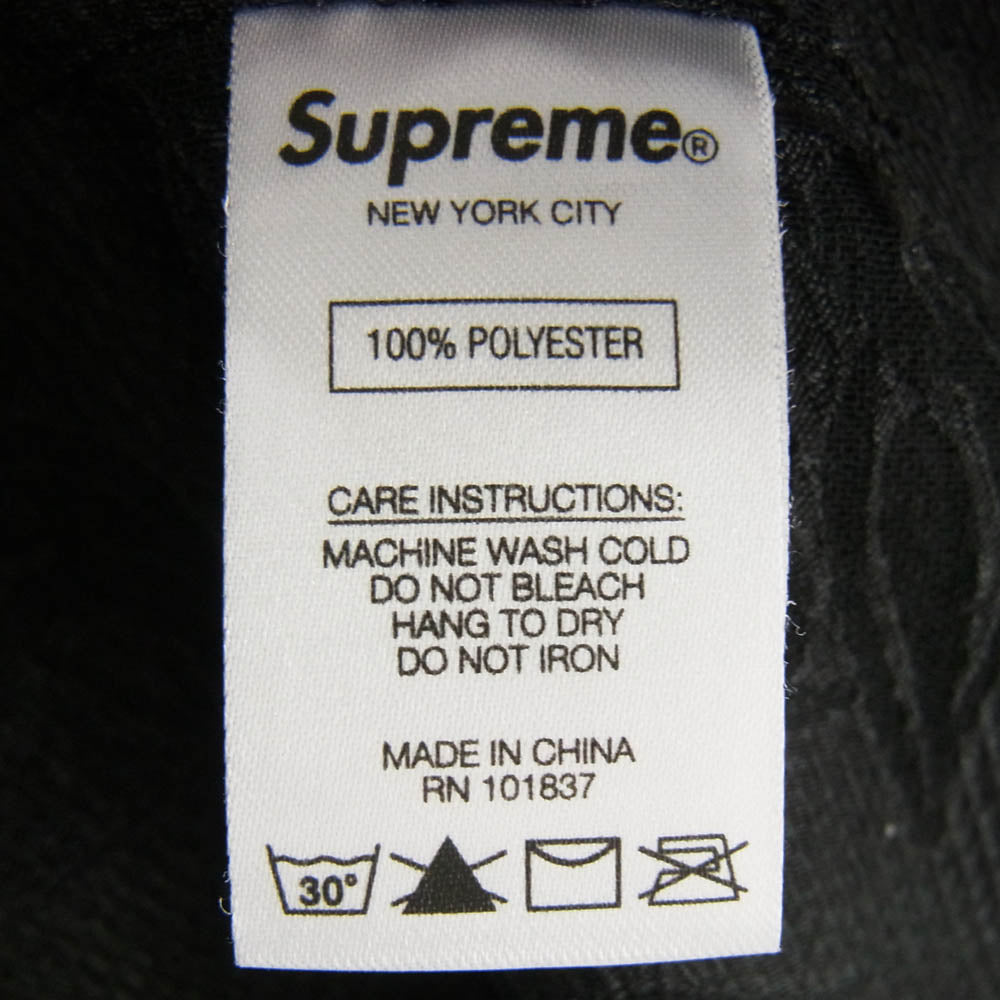 Supreme®
NEW YORK CITY
100% POLYESTER
CARE INSTRUCTIONS:
MACHINE WASH COLD
DO NOT BLEACH
HANG TO DRY
DO NOT IRON
MADE IN CHINA
RN 101837
30°